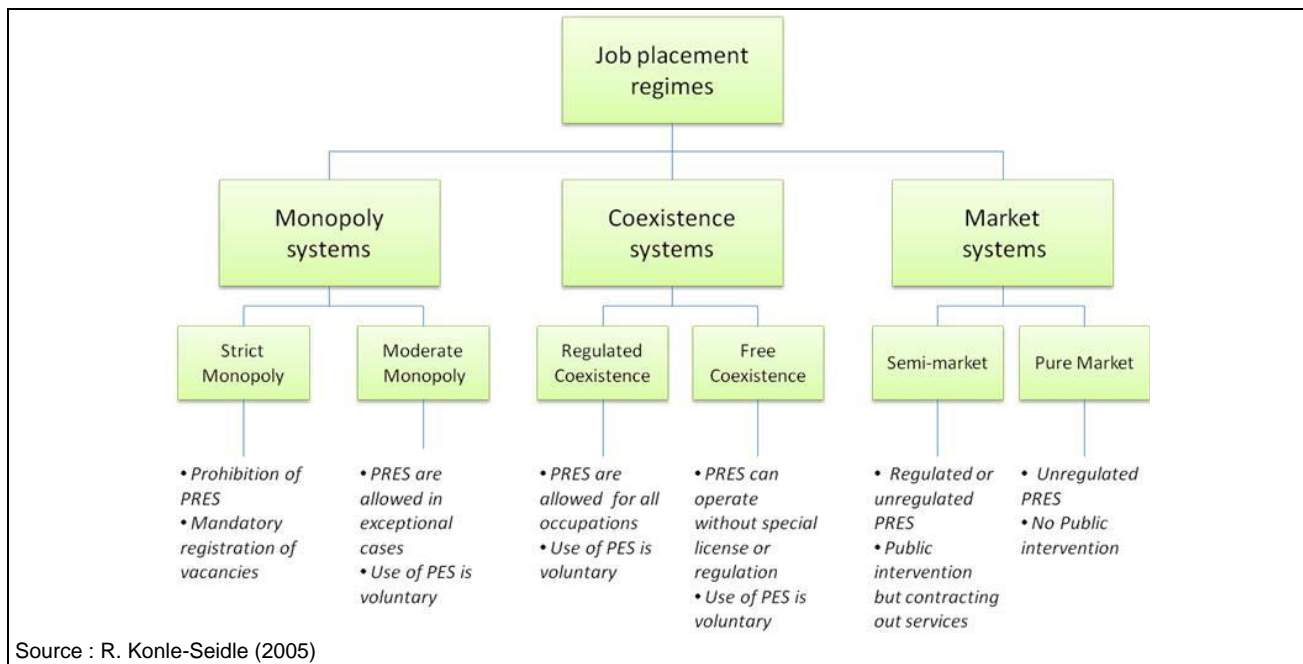 Job placement
regimes
Monopoly
systems
Coexistence
systems
Market
systems
Strict
Monopoly
Moderate
Monopoly
Regulated
Coexistence
Free
Coexistence
Semi-market
Pure Market
• Prohibition of
PRES
• Mandatory
registration of
vacancies
• PRES are
allowed in
exceptional
cases
• Use of PES is
voluntary
• PRES are
allowed for all
occupations
• Use of PES is
voluntary
• PRES can
operate
without special
license or
regulation
• Use of PES is
voluntary
• Regulated or
unregulated
PRES
• Public
intervention
but contracting
out services
• Unregulated
PRES
• No Public
intervention
Source : R. Konle-Seidle (2005)